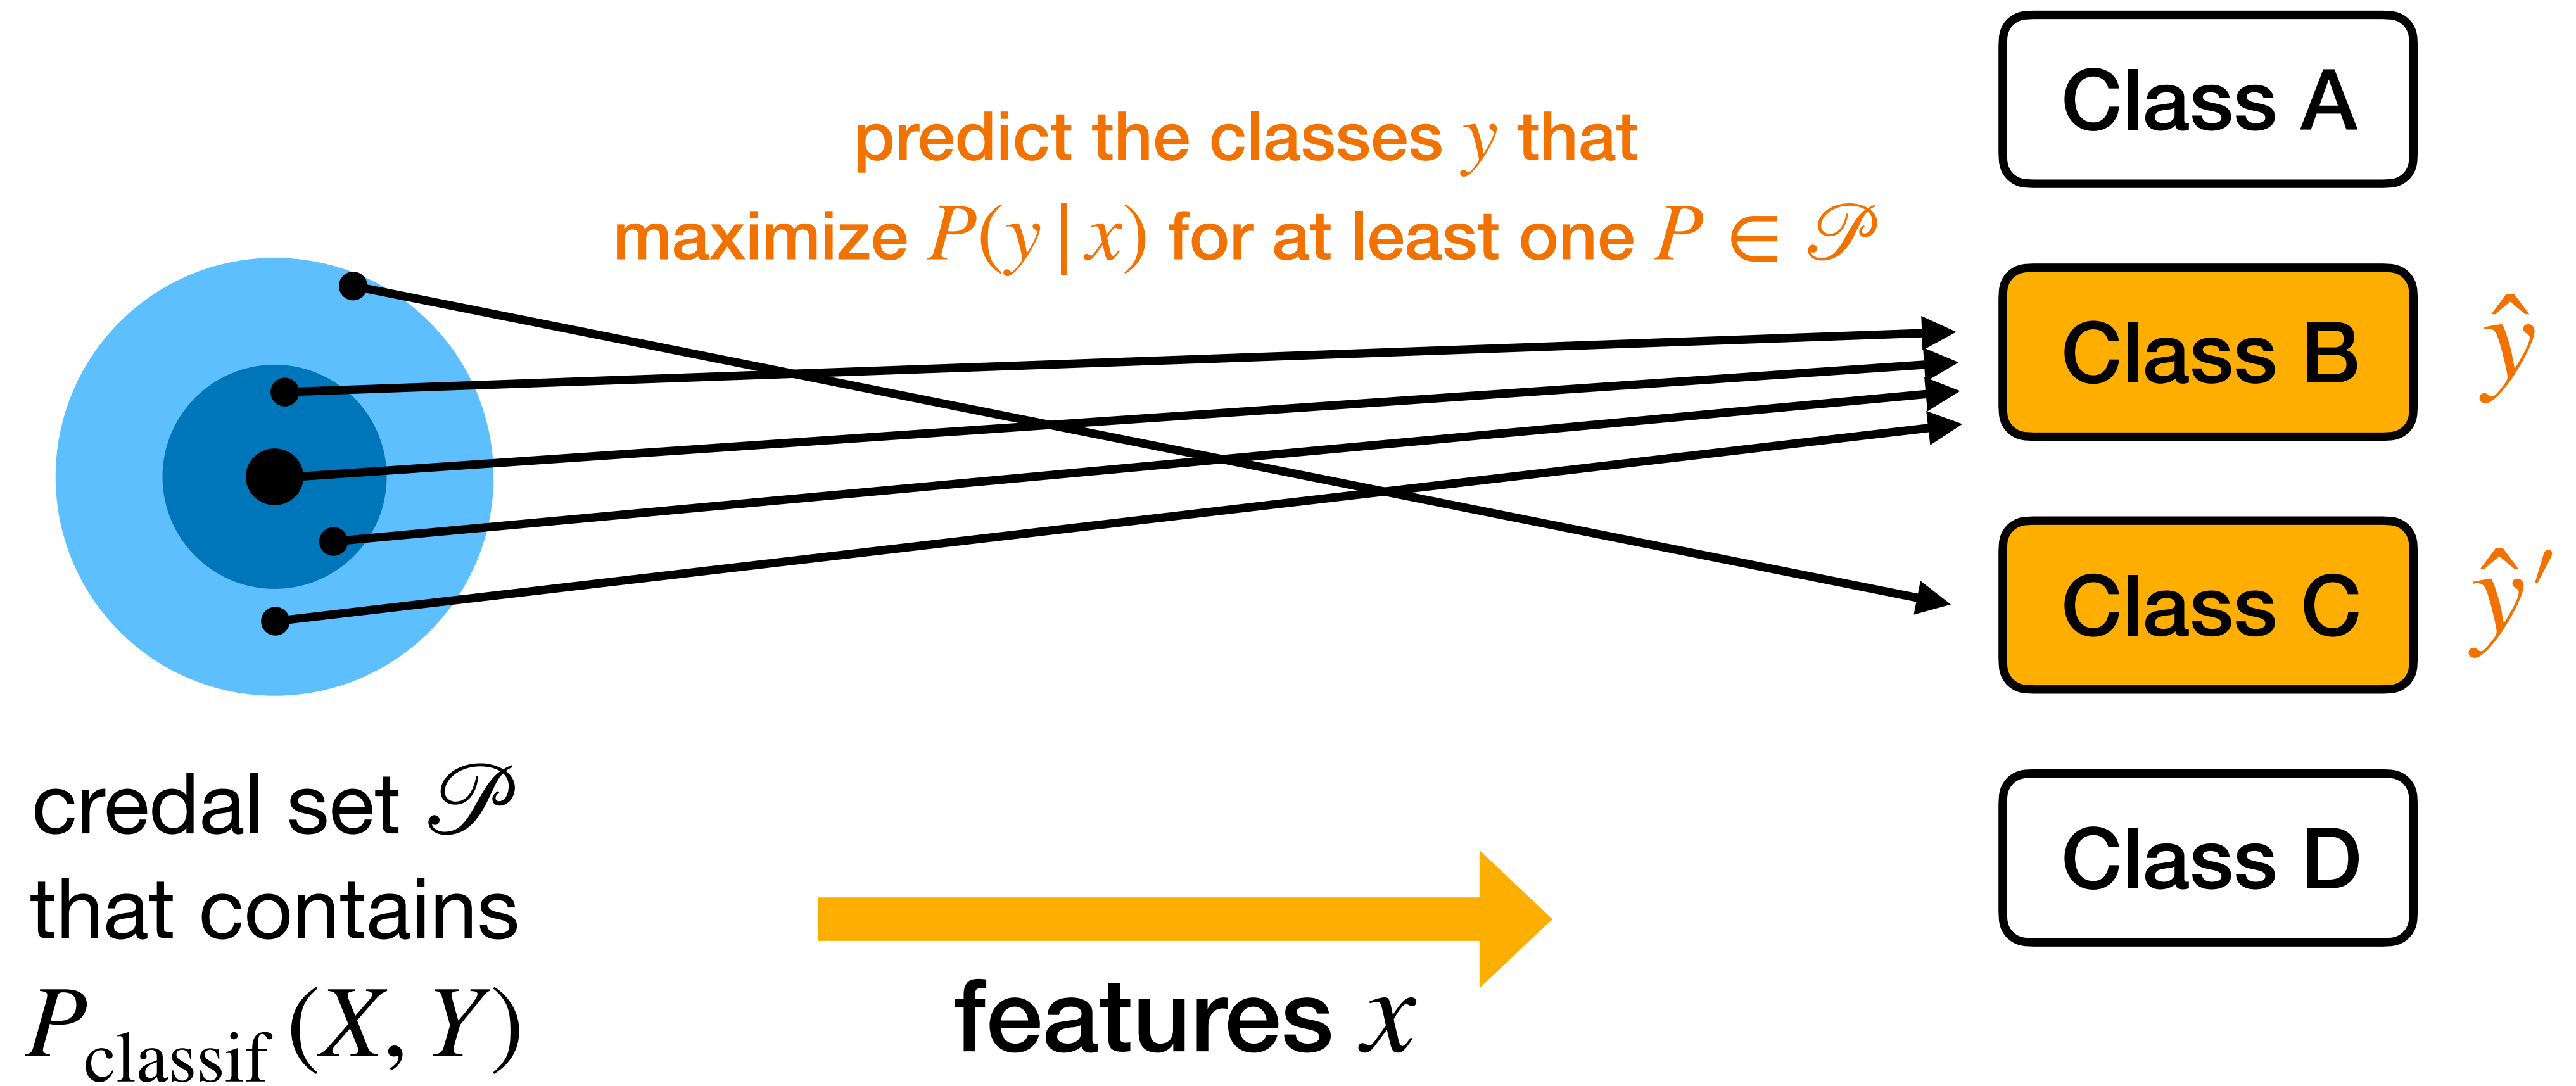 predict the classes y that
maximize P(y | x) for at least one P ∈ 𝒫
Class A
Class B
ŷ
Class C
ŷ′
Class D
credal set 𝒫
that contains
P_classif (X, Y)
features x